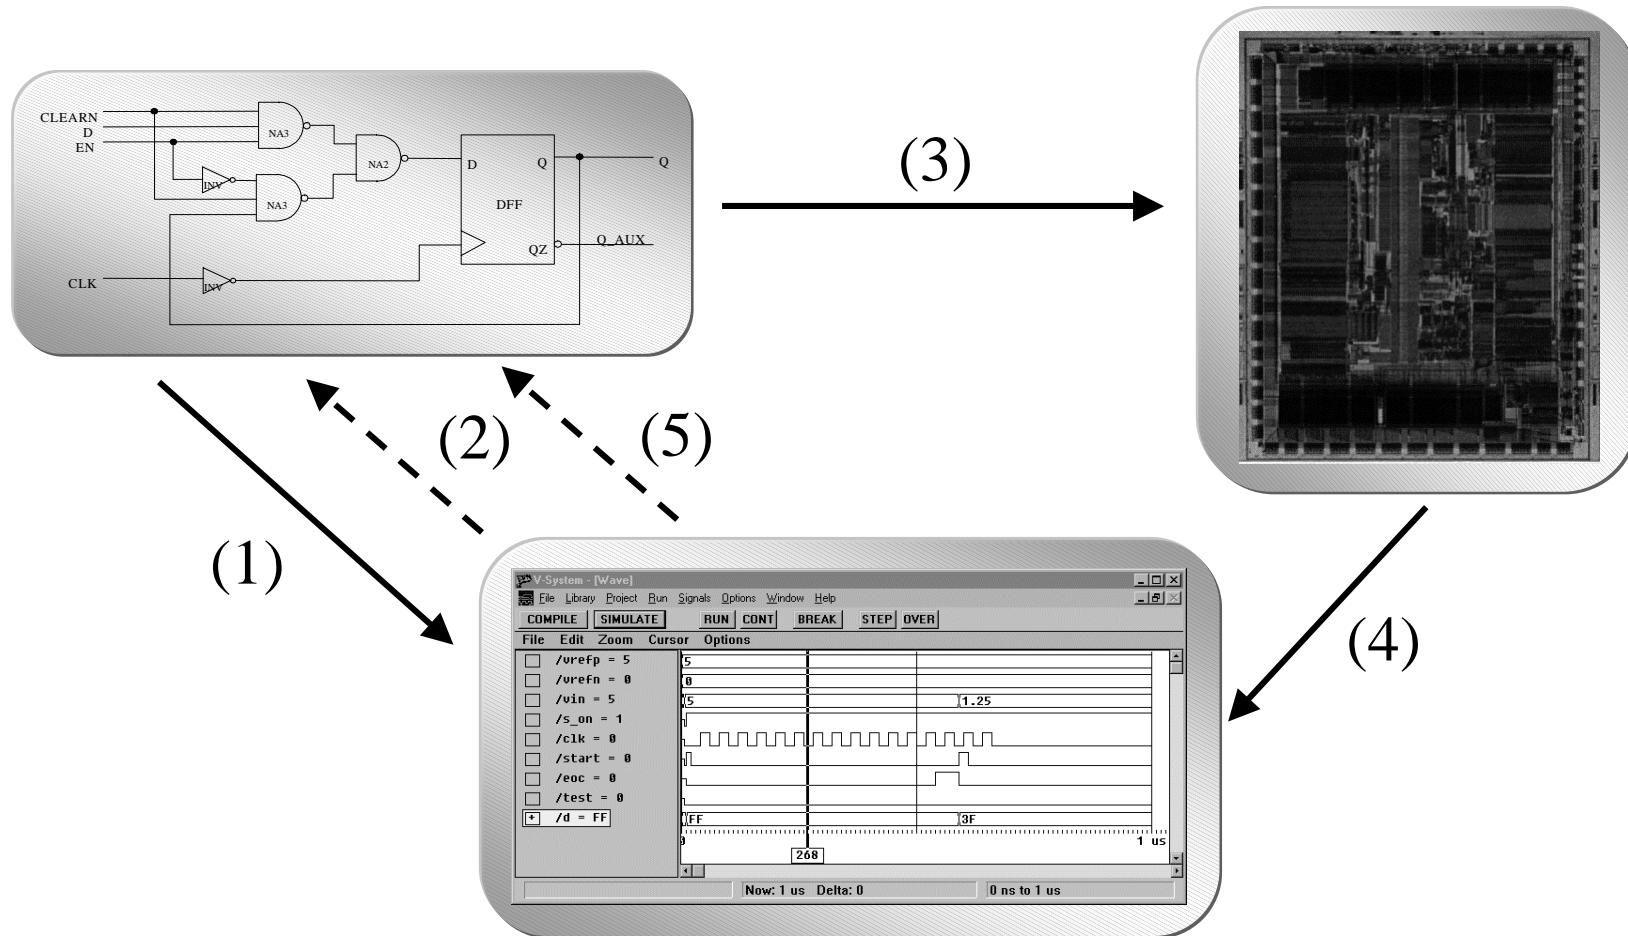 CLEARN
D
EN
NA3
NA2
D
Q
Q
INV
NA3
DFF
QZ
Q_AUX
CLK
INV
(3)
(2)
(5)
(1)
(4)
V-System - [Wave]
File Library Project Run Signals Options Window Help
COMPILE SIMULATE RUN CONT BREAK STEP OVER
File Edit Zoom Cursor Options
/vrefp = 5
5
/vrefn = 0
0
/vin = 5
5
1.25
/s_on = 1
/clk = 0
/start = 0
/eoc = 0
/test = 0
+ /d = FF
FF
3F
0
1 us
268
Now: 1 us Delta: 0
0 ns to 1 us